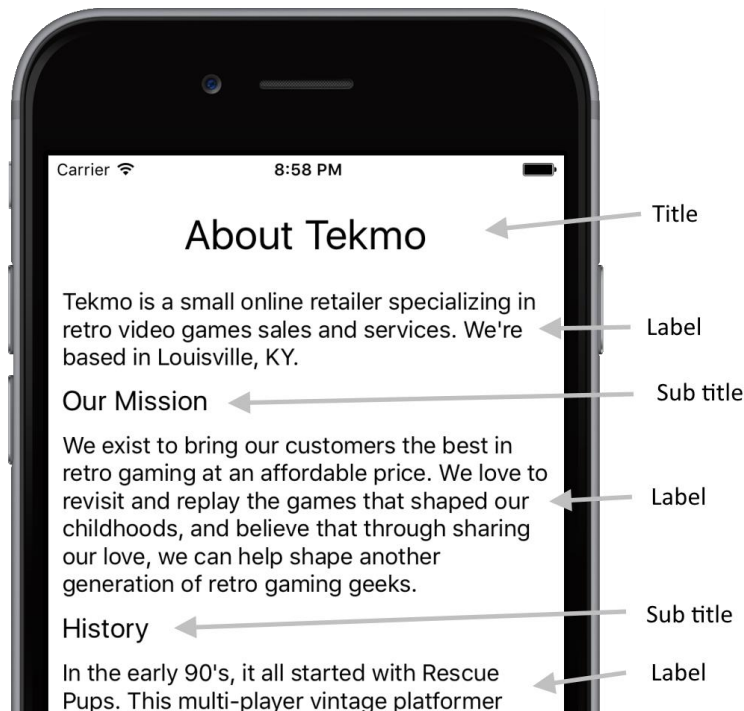 Carrier 8:58 PM
About Tekmo
Title
Tekmo is a small online retailer specializing in
retro video games sales and services. We're
based in Louisville, KY.
Label
Our Mission
Sub title
We exist to bring our customers the best in
retro gaming at an affordable price. We love to
revisit and replay the games that shaped our
childhoods, and believe that through sharing
our love, we can help shape another
generation of retro gaming geeks.
Label
History
Sub title
In the early 90's, it all started with Rescue
Pups. This multi-player vintage platformer
Label